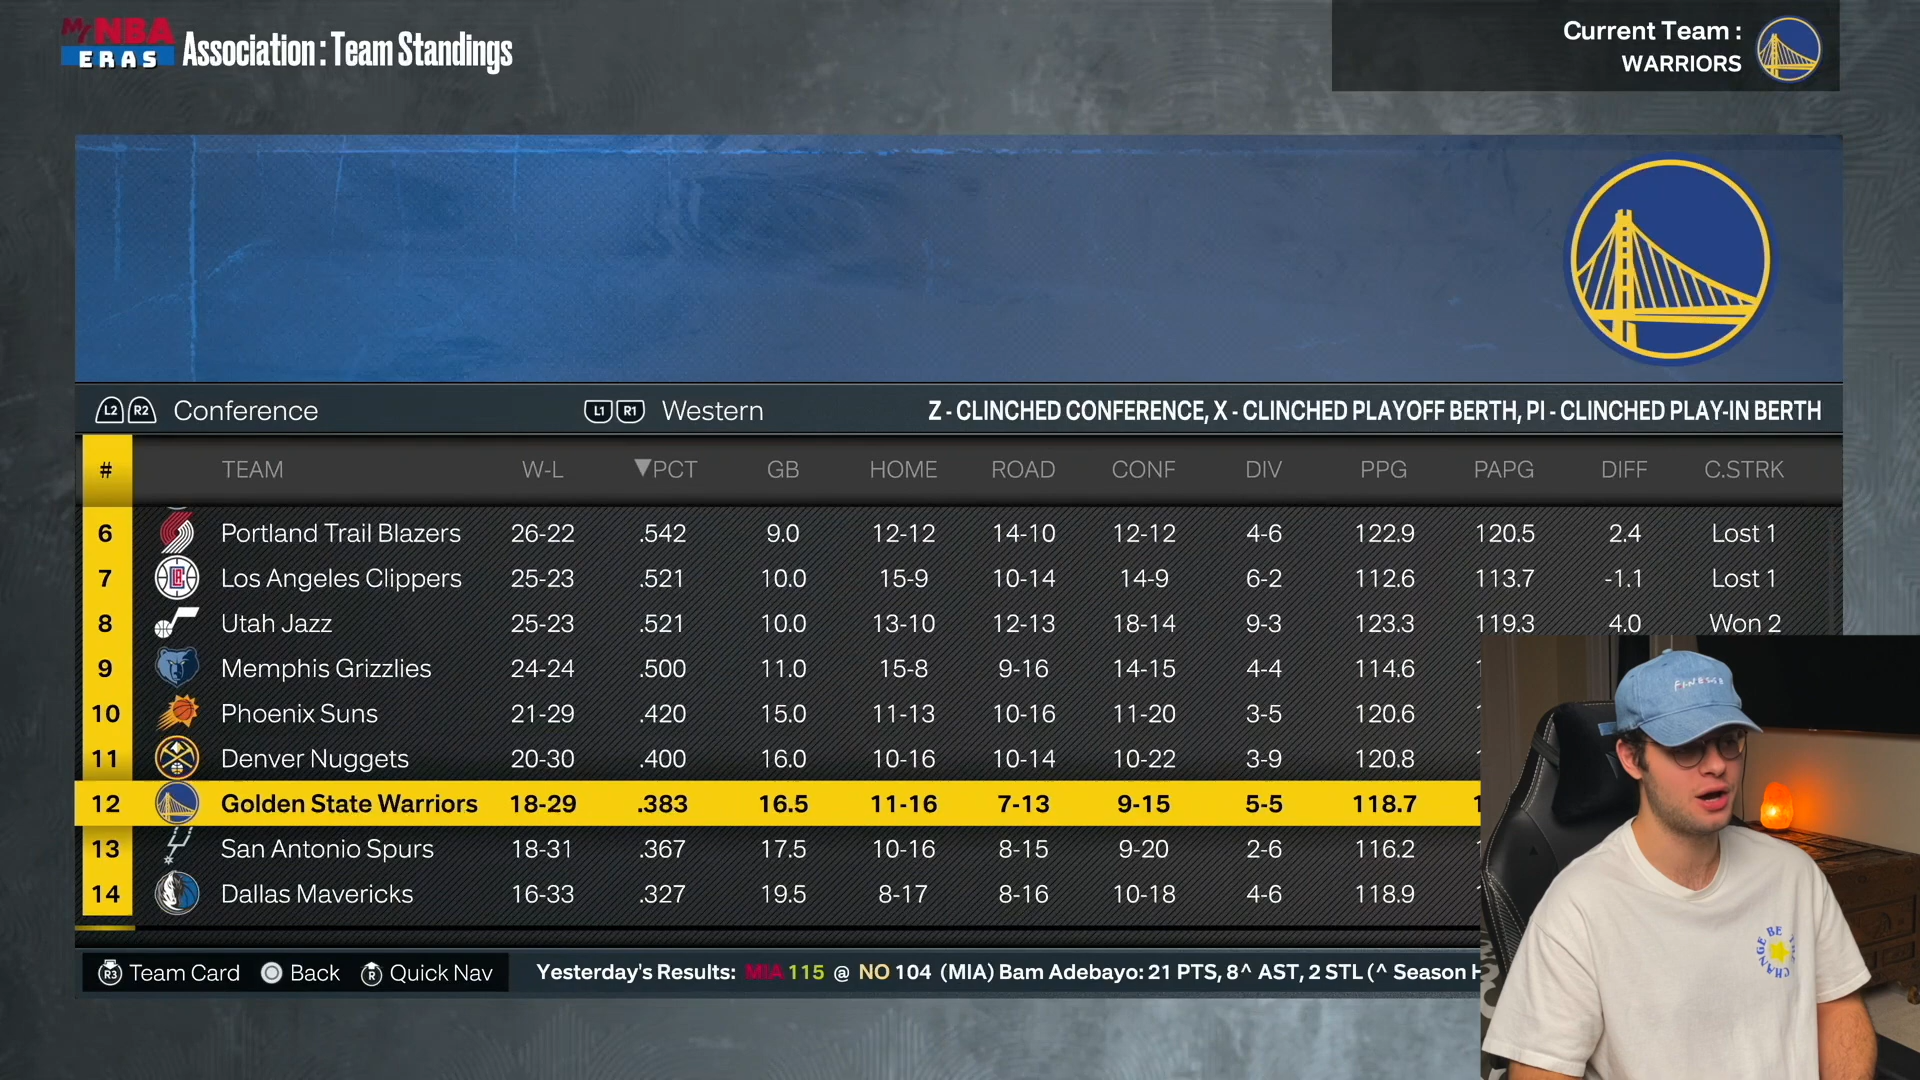 MyNBA
ERAS
Association : Team Standings
Current Team :
WARRIORS
L2 R2 Conference
L1 R1 Western
Z - CLINCHED CONFERENCE, X - CLINCHED PLAYOFF BERTH, PI - CLINCHED PLAY-IN BERTH
# TEAM W-L ▼PCT GB HOME ROAD CONF DIV PPG PAPG DIFF C.STRK
6 Portland Trail Blazers 26-22 .542 9.0 12-12 14-10 12-12 4-6 122.9 120.5 2.4 Lost 1
7 Los Angeles Clippers 25-23 .521 10.0 15-9 10-14 14-9 6-2 112.6 113.7 -1.1 Lost 1
8 Utah Jazz 25-23 .521 10.0 13-10 12-13 18-14 9-3 123.3 119.3 4.0 Won 2
9 Memphis Grizzlies 24-24 .500 11.0 15-8 9-16 14-15 4-4 114.6
10 Phoenix Suns 21-29 .420 15.0 11-13 10-16 11-20 3-5 120.6
11 Denver Nuggets 20-30 .400 16.0 10-16 10-14 10-22 3-9 120.8
12 Golden State Warriors 18-29 .383 16.5 11-16 7-13 9-15 5-5 118.7
13 San Antonio Spurs 18-31 .367 17.5 10-16 8-15 9-20 2-6 116.2
14 Dallas Mavericks 16-33 .327 19.5 8-17 8-16 10-18 4-6 118.9
R3 Team Card Back R Quick Nav
Yesterday's Results: MIA 115 @ NO 104 (MIA) Bam Adebayo: 21 PTS, 8^ AST, 2 STL (^ Season H
FINESSE
BE THE CHANGE